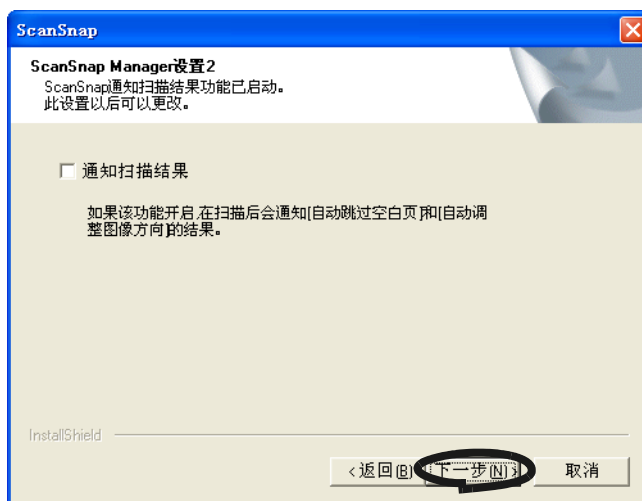 ScanSnap
ScanSnap Manager设置2
ScanSnap通知扫描结果功能已启动。
此设置以后可以更改。
通知扫描结果
如果该功能开启,在扫描后会通知[自动跳过空白页]和[自动调
整图像方向]的结果。
InstallShield
<返回(B) 下一步(N)> 取消